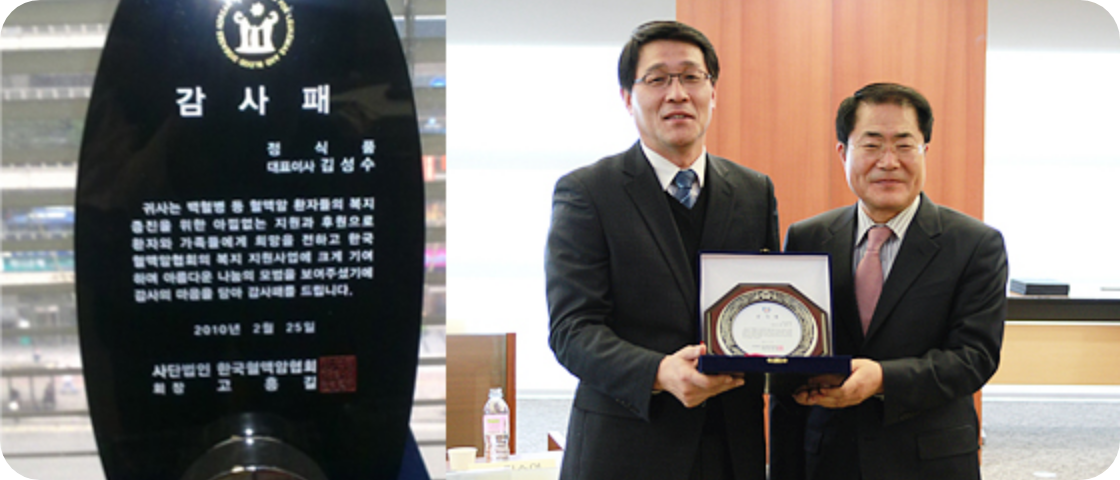 감 사 패
정 식 품
대표이사 김 성 수
귀사는 백혈병 등 혈액암 환자들의 복지
증진을 위한 아낌없는 지원과 후원으로
환자와 가족들에게 희망을 전하고 한국
혈액암협회의 복지 지원사업에 크게 기여
하며 아름다운 나눔의 모범을 보여주셨기에
감사의 마음을 담아 감사패를 드립니다.
2010년 2월 25일
사단법인 한국혈액암협회
회 장 고 흥 길